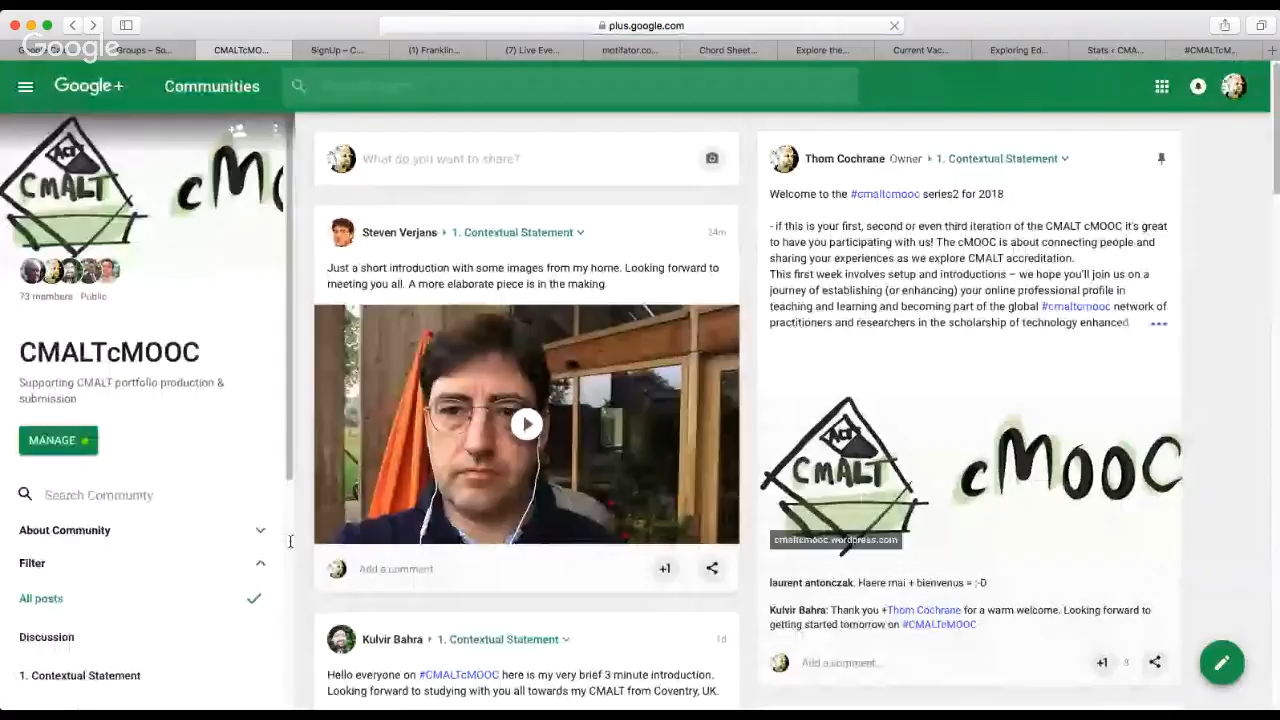 plus.google.com
Google
Groups – So...
CMALTcMO...
SignUp – C...
(1) Franklin...
(7) Live Eve...
motifator.co...
Chord Sheet...
Explore the...
Current Vac...
Exploring Ed...
Stats ‹ CMA...
#CMALTcM...
Google+
Communities
ACT
CMALT
cM
73 members Public
CMALTcMOOC
Supporting CMALT portfolio production &
submission
MANAGE
Search Community
About Community
Filter
All posts
Discussion
1. Contextual Statement
What do you want to share?
Steven Verjans 1. Contextual Statement
24m
Just a short introduction with some images from my home. Looking forward to
meeting you all. A more elaborate piece is in the making.
Add a comment
+1
Kulvir Bahra 1. Contextual Statement
1d
Hello everyone on #CMALTcMOOC here is my very brief 3 minute introduction.
Looking forward to studying with you all towards my CMALT from Coventry, UK.
Thom Cochrane Owner 1. Contextual Statement
Welcome to the #cmaltcmooc series2 for 2018
- if this is your first, second or even third iteration of the CMALT cMOOC it's great
to have you participating with us! The cMOOC is about connecting people and
sharing your experiences as we explore CMALT accreditation.
This first week involves setup and introductions – we hope you'll join us on a
journey of establishing (or enhancing) your online professional profile in
teaching and learning and becoming part of the global #cmaltcmooc network of
practitioners and researchers in the scholarship of technology enhanced
ACT
CMALT
cMOOC
cmaltcmooc.wordpress.com
laurent antonczak: Haere mai + bienvenus = ;-D
Kulvir Bahra: Thank you +Thom Cochrane for a warm welcome. Looking forward to
getting started tomorrow on #CMALTcMOOC
Add a comment...
+1
8